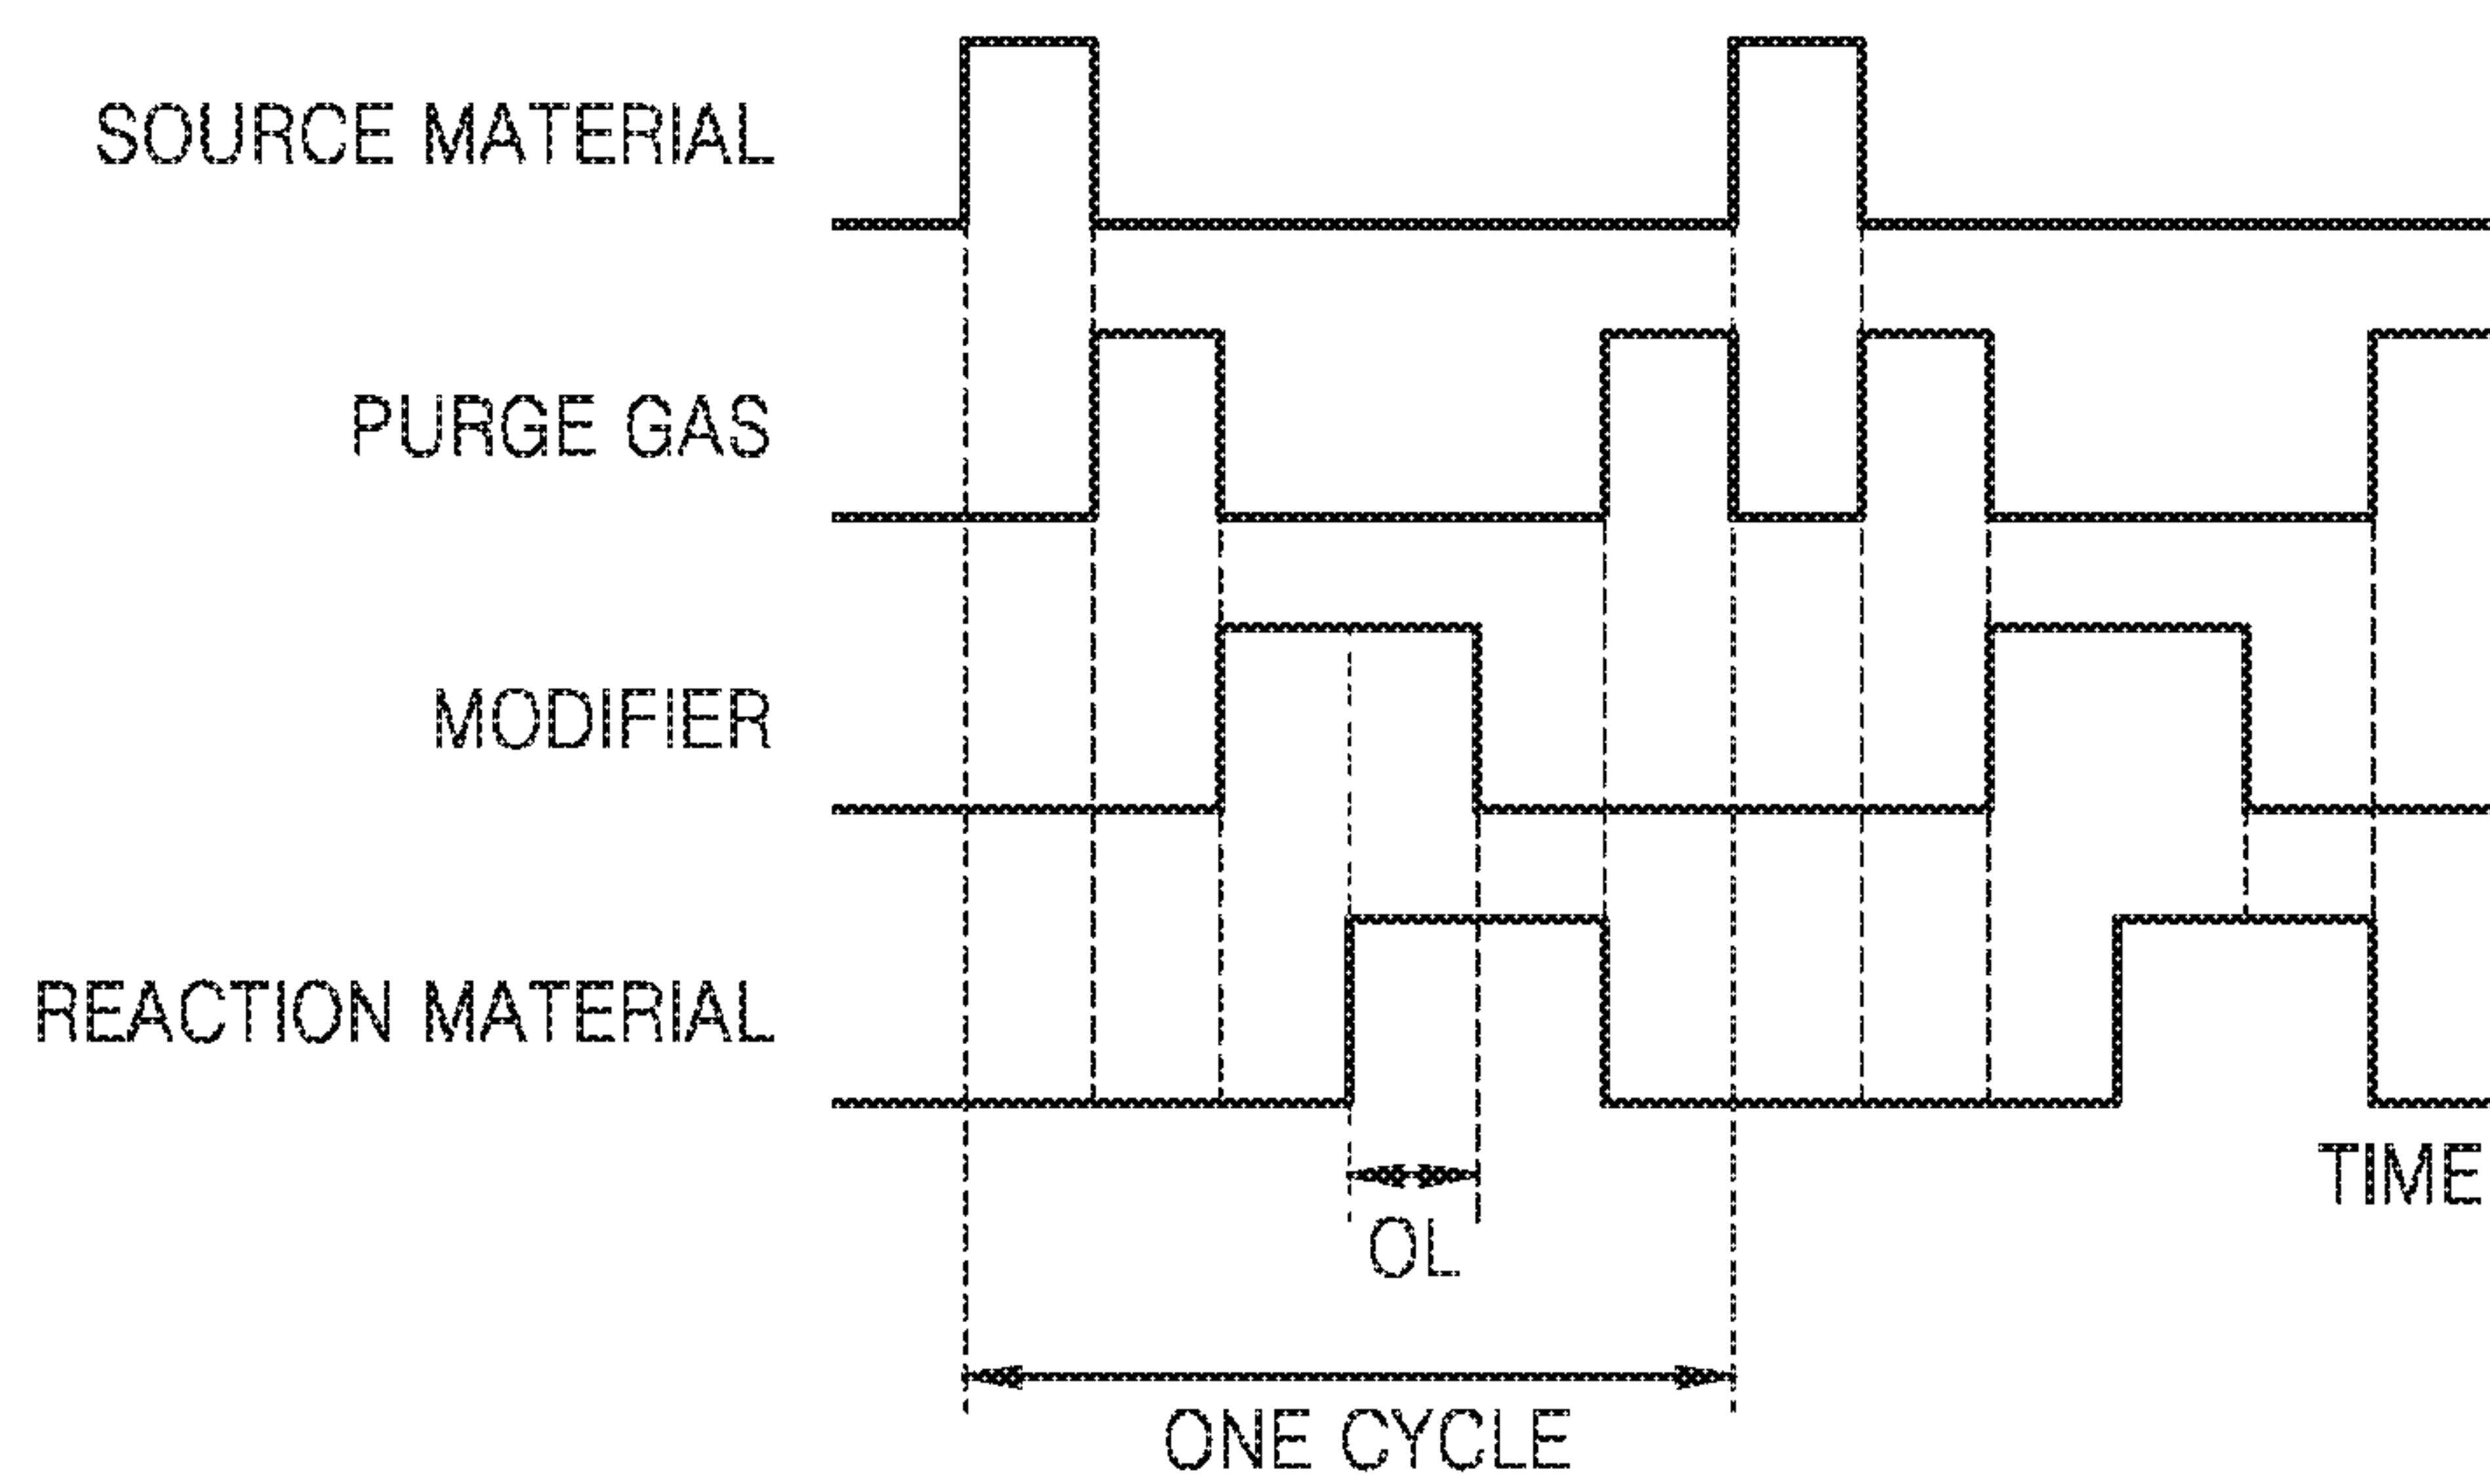 SOURCE MATERIAL
PURGE GAS
MODIFIER
REACTION MATERIAL
TIME
OL
ONE CYCLE